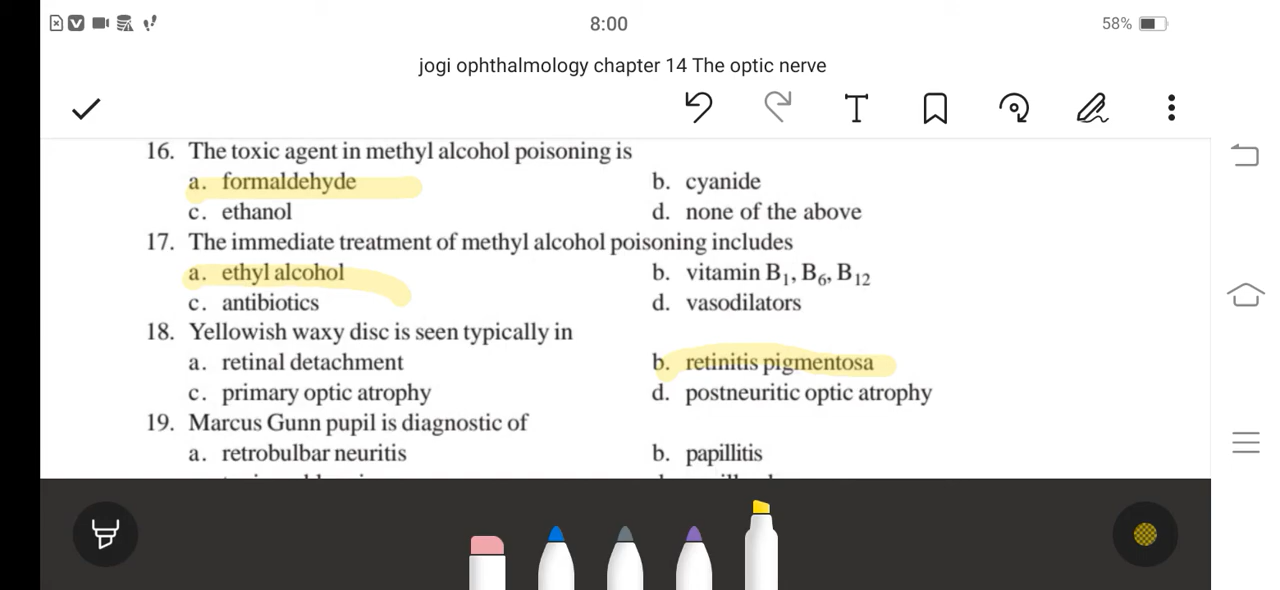 8:00
58%
jogi ophthalmology chapter 14 The optic nerve
16. The toxic agent in methyl alcohol poisoning is
a. formaldehyde b. cyanide
c. ethanol d. none of the above
17. The immediate treatment of methyl alcohol poisoning includes
a. ethyl alcohol b. vitamin B₁, B₆, B₁₂
c. antibiotics d. vasodilators
18. Yellowish waxy disc is seen typically in
a. retinal detachment b. retinitis pigmentosa
c. primary optic atrophy d. postneuritic optic atrophy
19. Marcus Gunn pupil is diagnostic of
a. retrobulbar neuritis b. papillitis